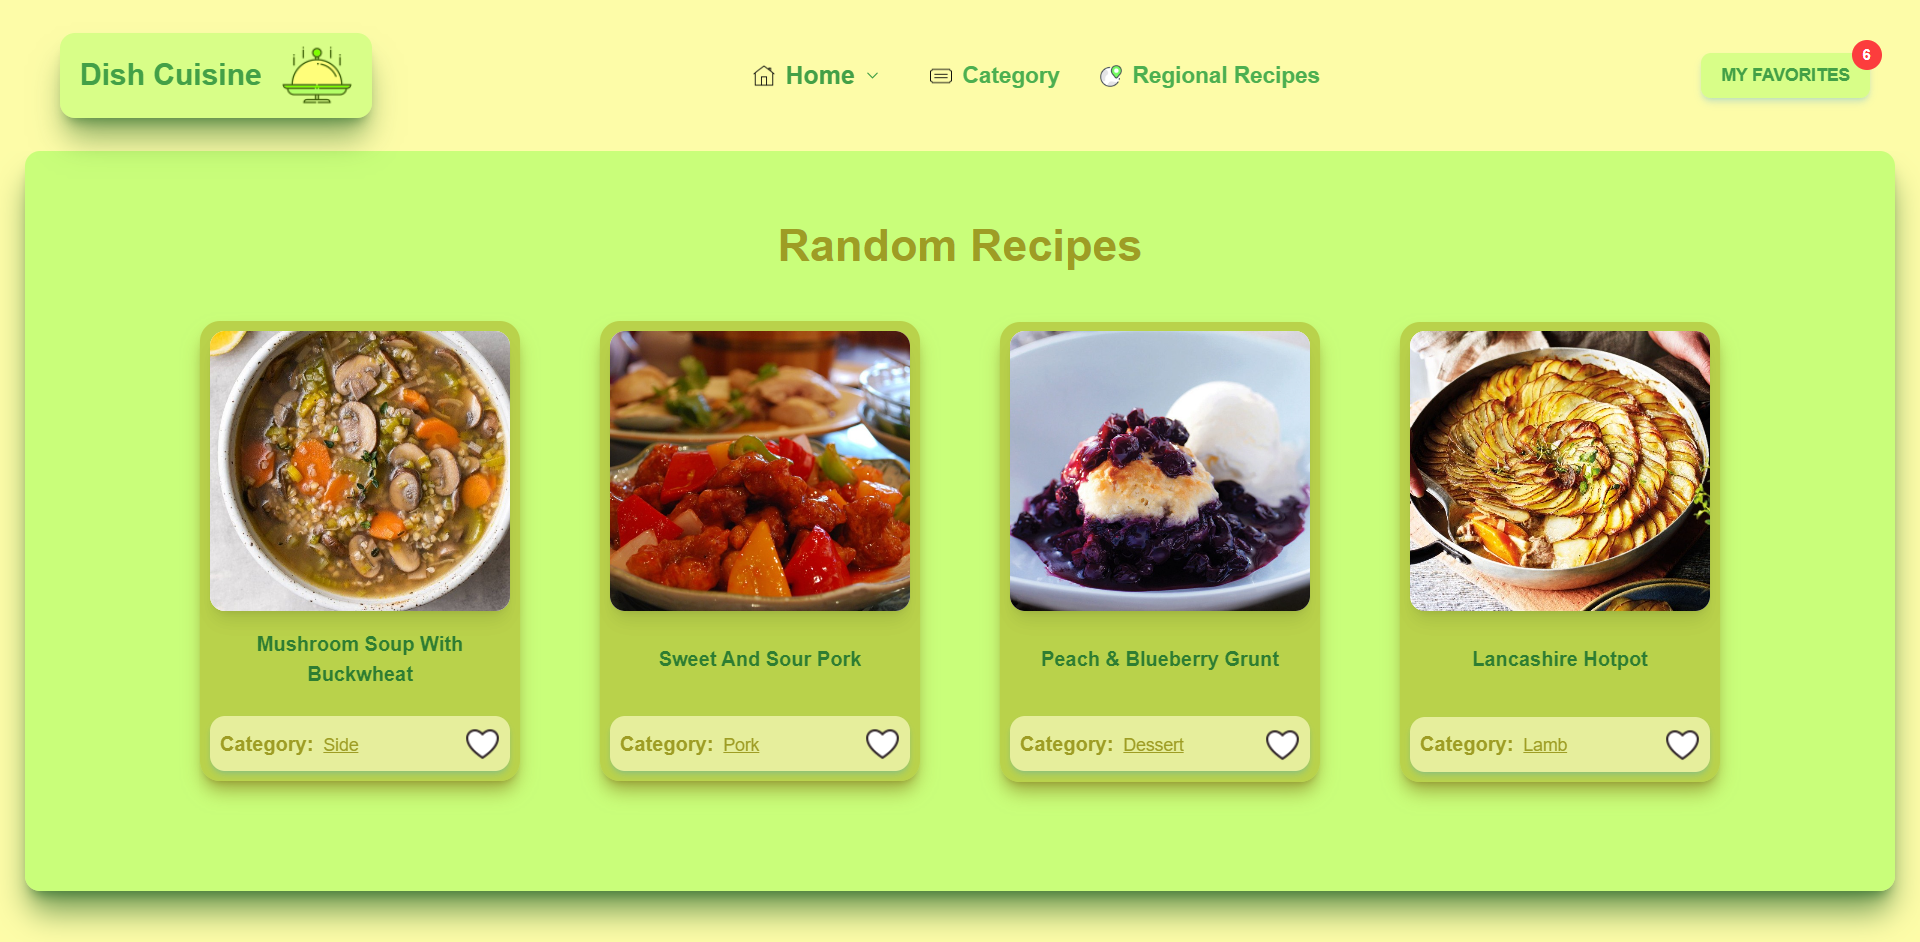 Dish Cuisine
Home
Category
Regional Recipes
MY FAVORITES
6
Random Recipes
Mushroom Soup With
Buckwheat
Category: Side
Sweet And Sour Pork
Category: Pork
Peach & Blueberry Grunt
Category: Dessert
Lancashire Hotpot
Category: Lamb